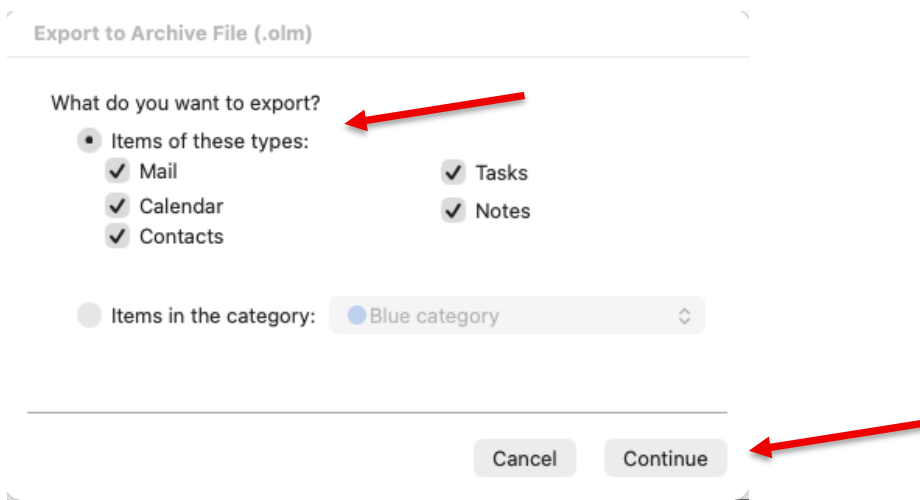 Export to Archive File (.olm)
What do you want to export?
Items of these types:
Mail
Tasks
Calendar
Notes
Contacts
Items in the category:
Blue category
Cancel
Continue